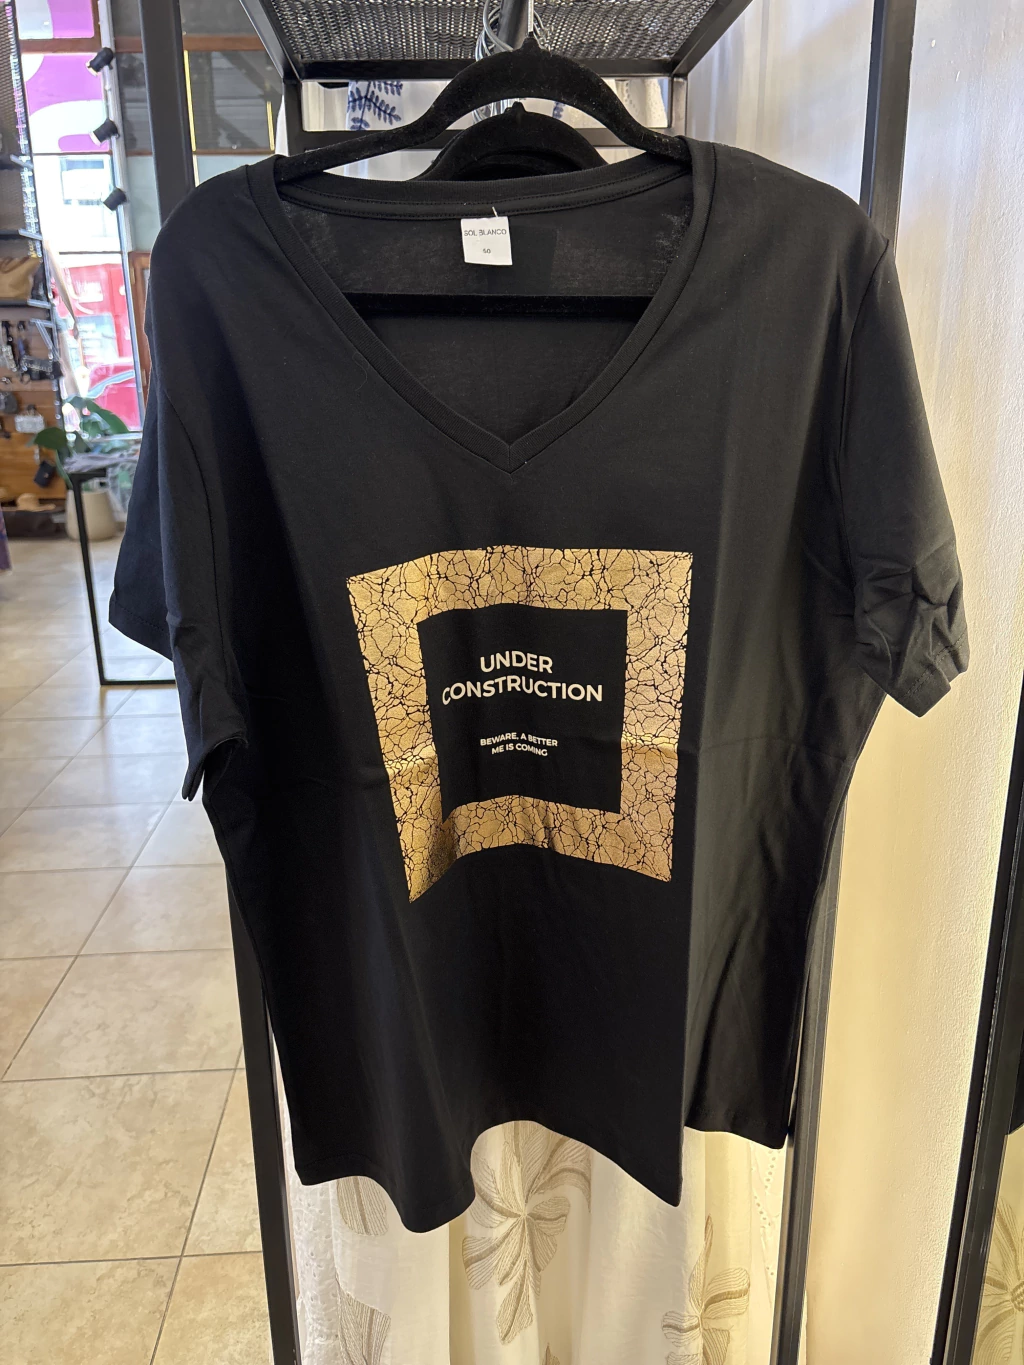 SOL BLANCO
50
UNDER
CONSTRUCTION
BEWARE. A BETTER
ME IS COMING